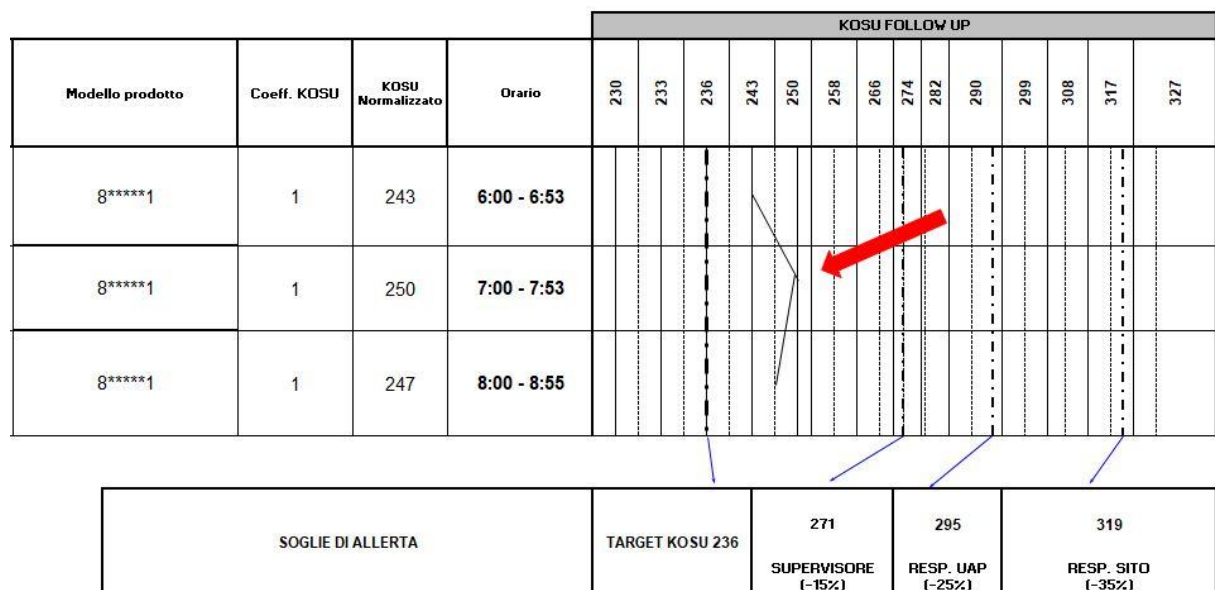 KOSU FOLLOW UP
Modello prodotto Coeff. KOSU KOSU Normalizzato Orario 230 233 236 243 250 258 266 274 282 290 299 308 317 327
8*****1 1 243 6:00 - 6:53
8*****1 1 250 7:00 - 7:53
8*****1 1 247 8:00 - 8:55
SOGLIE DI ALLERTA TARGET KOSU 236
271 295 319
SUPERVISORE RESP. UAP RESP. SITO
(-15%) (-25%) (-35%)